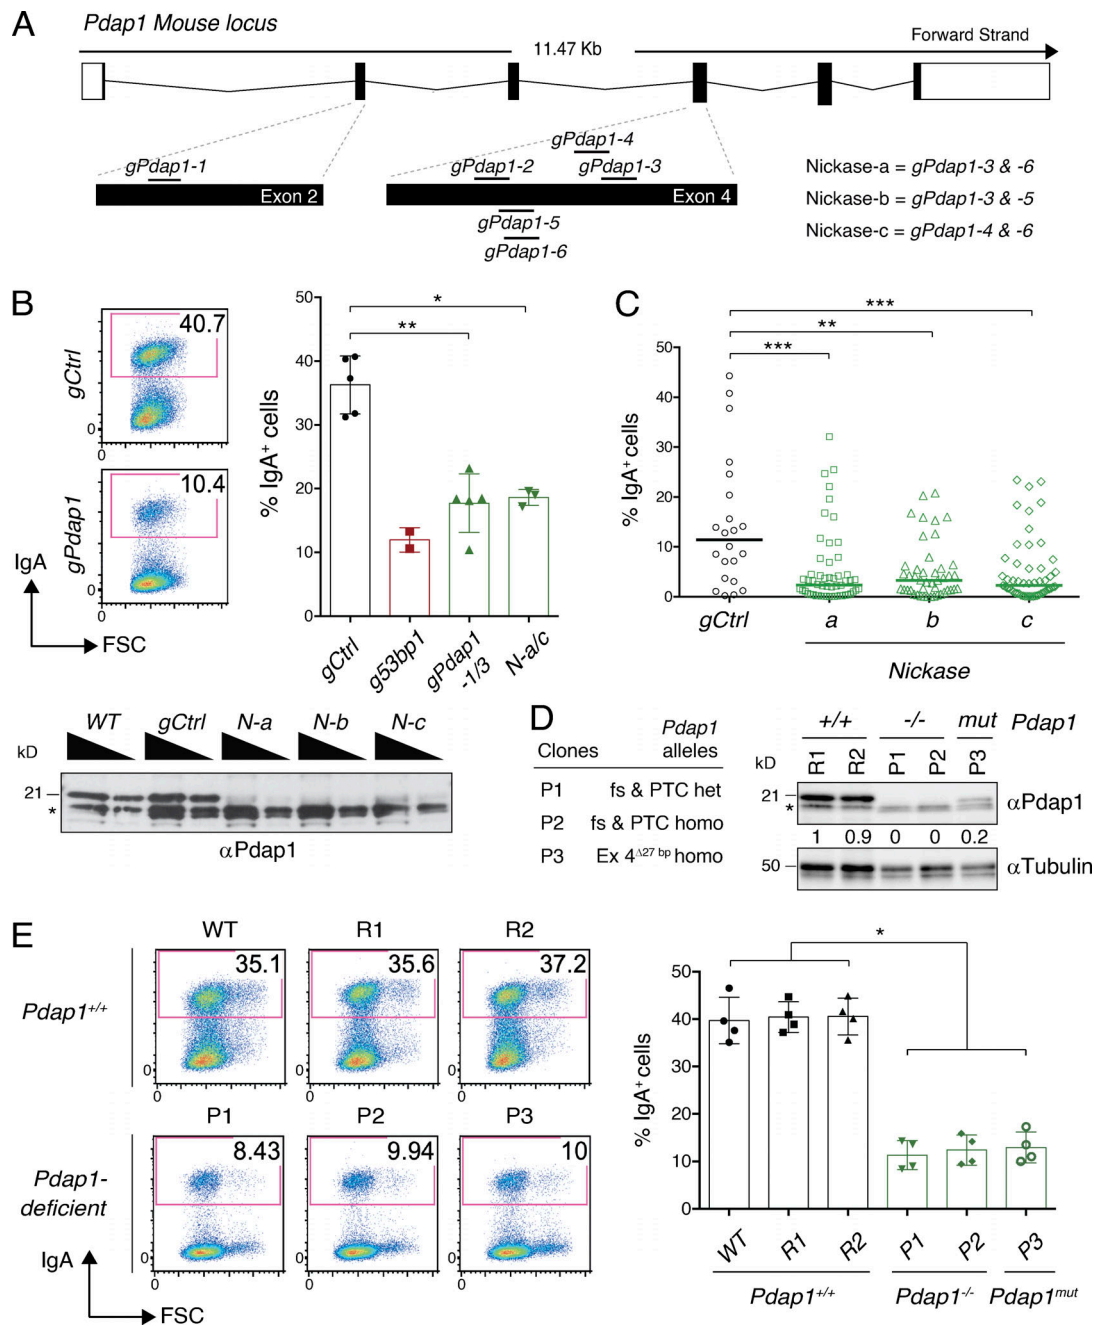 A
Pdap1 Mouse locus
11.47 Kb
Forward Strand
gPdap1-1
Exon 2
gPdap1-4
gPdap1-2
gPdap1-3
Exon 4
gPdap1-5
gPdap1-6
Nickase-a = gPdap1-3 & -6
Nickase-b = gPdap1-3 & -5
Nickase-c = gPdap1-4 & -6
B
gCtrl
40.7
0
0
gPdap1
10.4
0
0
IgA
FSC
% IgA+ cells
50
40
30
20
10
0
*
**
gCtrl
g53bp1
gPdap1
-1/3
N-a/c
C
% IgA+ cells
50
40
30
20
10
0
***
**
***
gCtrl
a
b
c
Nickase
WT
gCtrl
N-a
N-b
N-c
kD
21
*
αPdap1
D
Clones
Pdap1
alleles
P1 fs & PTC het
P2 fs & PTC homo
P3 Ex 4Δ27 bp homo
+/+
-/-
mut
Pdap1
kD
R1
R2
P1
P2
P3
21
*
αPdap1
1 0.9 0 0 0.2
50
αTubulin
E
WT
R1
R2
Pdap1+/+
35.1
35.6
37.2
0
0
0
0
0
0
P1
P2
P3
Pdap1-
deficient
8.43
9.94
10
0
0
0
0
0
0
IgA
FSC
% IgA+ cells
50
40
30
20
10
0
*
WT
R1
R2
P1
P2
P3
Pdap1+/+
Pdap1-/-
Pdap1mut